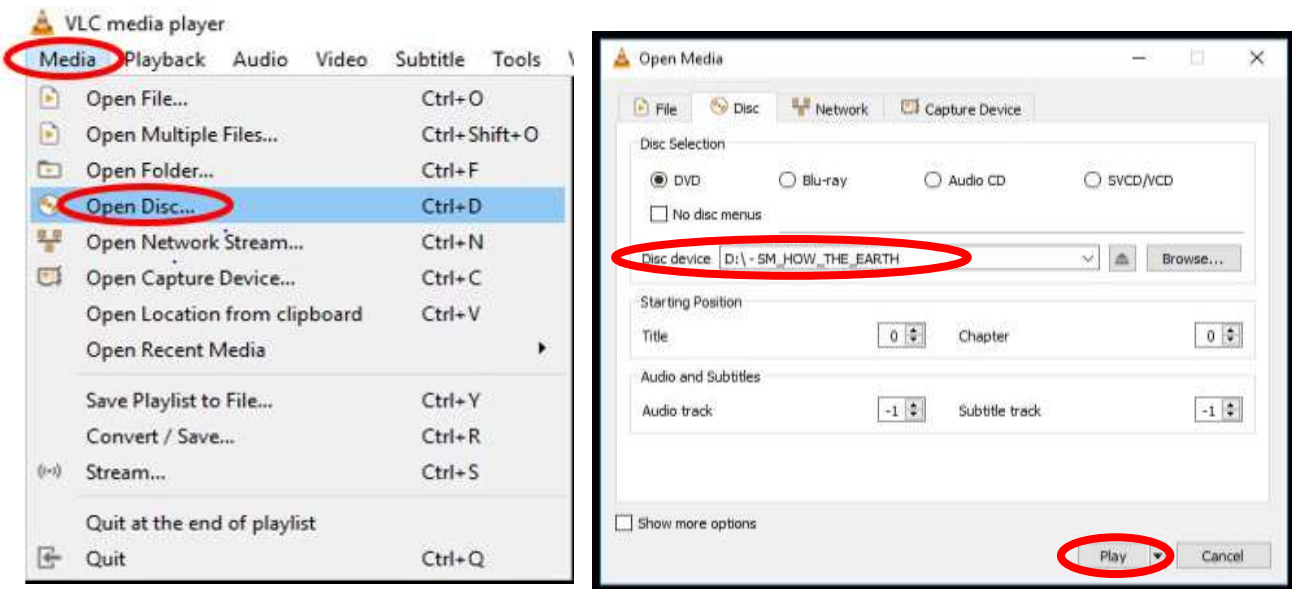 VLC media player
Media Playback Audio Video Subtitle Tools
Open File... Ctrl+O
Open Multiple Files... Ctrl+Shift+O
Open Folder... Ctrl+F
Open Disc... Ctrl+D
Open Network Stream... Ctrl+N
Open Capture Device... Ctrl+C
Open Location from clipboard Ctrl+V
Open Recent Media
Save Playlist to File... Ctrl+Y
Convert / Save... Ctrl+R
Stream... Ctrl+S
Quit at the end of playlist
Quit Ctrl+Q
Open Media
File Disc Network Capture Device
Disc Selection
DVD Blu-ray Audio CD SVCD/VCD
No disc menus
Disc device D:\ - SM_HOW_THE_EARTH Browse...
Starting Position
Title 0 Chapter 0
Audio and Subtitles
Audio track -1 Subtitle track -1
Show more options
Play Cancel